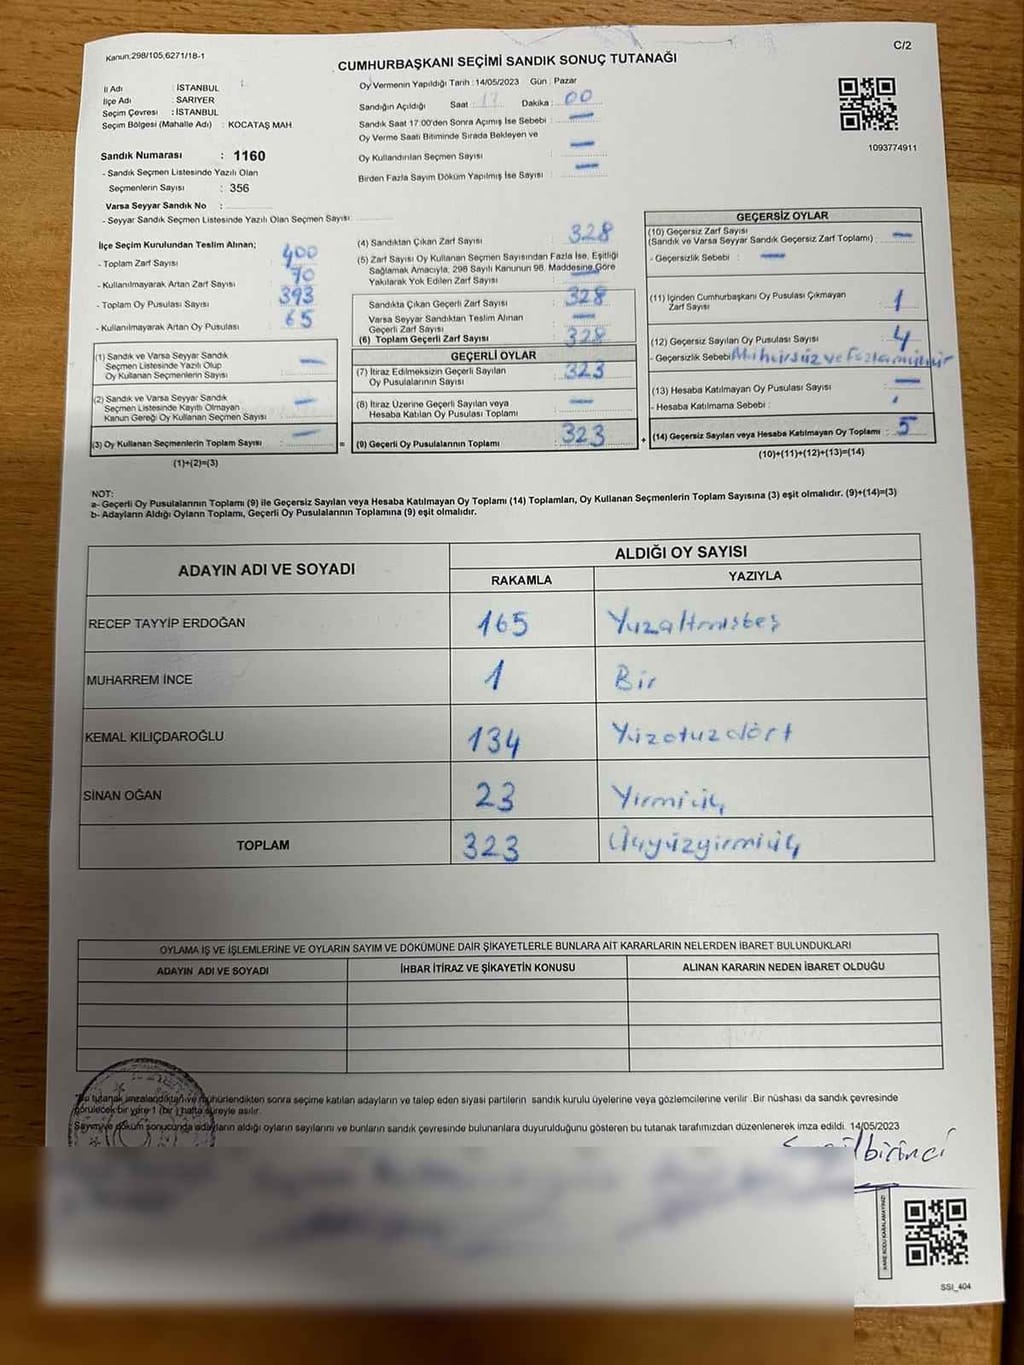 Kanun;298/105,6271/18-1
C/2
CUMHURBAŞKANI SEÇİMİ SANDIK SONUÇ TUTANAĞI
İl Adı : İSTANBUL
İlçe Adı : SARIYER
Seçim Çevresi : İSTANBUL
Seçim Bölgesi (Mahalle Adı) : KOCATAŞ MAH
Sandık Numarası : 1160
- Sandık Seçmen Listesinde Yazılı Olan
Seçmenlerin Sayısı : 356
Varsa Seyyar Sandık No :
- Seyyar Sandık Seçmen Listesinde Yazılı Olan Seçmen Sayısı:
Oy Vermenin Yapıldığı Tarih : 14/05/2023 Gün : Pazar
Sandığın Açıldığı Saat : 17 Dakika : 00
Sandık Saat 17:00'den Sonra Açımış İse Sebebi : —
Oy Verme Saati Bitiminde Sırada Bekleyen ve
Oy Kullandırılan Seçmen Sayısı : —
Birden Fazla Sayım Döküm Yapılmış İse Sayısı : —
1093774911
İlçe Seçim Kurulundan Teslim Alınan;
- Toplam Zarf Sayısı : 400
- Kullanılmayarak Artan Zarf Sayısı : 70
- Toplam Oy Pusulası Sayısı : 393
- Kullanılmayarak Artan Oy Pusulası : 65
(1) Sandık ve Varsa Seyyar Sandık
Seçmen Listesinde Yazılı Olup
Oy Kullanan Seçmenlerin Sayısı : —
(2) Sandık ve Varsa Seyyar Sandık
Seçmen Listesinde Kayıtlı Olmayan
Kanun Gereği Oy Kullanan Seçmen Sayısı : —
(3) Oy Kullanan Seçmenlerin Toplam Sayısı : — =
(1)+(2)=(3)
(4) Sandıktan Çıkan Zarf Sayısı : 328
(5) Zarf Sayısı Oy Kullanan Seçmen Sayısından Fazla İse, Eşitliği
Sağlamak Amacıyla, 298 Sayılı Kanunun 98. Maddesine Göre
Yakılarak Yok Edilen Zarf Sayısı : —
Sandıkta Çıkan Geçerli Zarf Sayısı : 328
Varsa Seyyar Sandıktan Teslim Alınan
Geçerli Zarf Sayısı : —
(6) Toplam Geçerli Zarf Sayısı : 328
GEÇERLİ OYLAR
(7) İtiraz Edilmeksizin Geçerli Sayılan
Oy Pusulalarının Sayısı : 323
(8) İtiraz Üzerine Geçerli Sayılan veya
Hesaba Katılan Oy Pusulası Toplamı : —
(9) Geçerli Oy Pusulalarının Toplamı : 323 +
GEÇERSİZ OYLAR
(10) Geçersiz Zarf Sayısı
(Sandık ve Varsa Seyyar Sandık Geçersiz Zarf Toplamı) : —
- Geçersizlik Sebebi : —
(11) İçinden Cumhurbaşkanı Oy Pusulası Çıkmayan
Zarf Sayısı : 1
(12) Geçersiz Sayılan Oy Pusulası Sayısı : 4
- Geçersizlik Sebebi : Mühürsüz ve Fazla mühür
(13) Hesaba Katılmayan Oy Pusulası Sayısı : —
- Hesaba Katılmama Sebebi :
(14) Geçersiz Sayılan veya Hesaba Katılmayan Oy Toplamı : 5
(10)+(11)+(12)+(13)=(14)
NOT:
a- Geçerli Oy Pusulalarının Toplamı (9) ile Geçersiz Sayılan veya Hesaba Katılmayan Oy Toplamı (14) Toplamları, Oy Kullanan Seçmenlerin Toplam Sayısına (3) eşit olmalıdır. (9)+(14)=(3)
b- Adayların Aldığı Oyların Toplamı, Geçerli Oy Pusulalarının Toplamına (9) eşit olmalıdır.
ADAYIN ADI VE SOYADI
ALDIĞI OY SAYISI
RAKAMLA YAZIYLA
RECEP TAYYİP ERDOĞAN 165 Yüzaltmışbeş
MUHARREM İNCE 1 Bir
KEMAL KILIÇDAROĞLU 134 Yüzotuzdört
SİNAN OĞAN 23 Yirmiüç
TOPLAM 323 Üçyüzyirmiüç
OYLAMA İŞ VE İŞLEMLERİNE VE OYLARIN SAYIM VE DÖKÜMÜNE DAİR ŞİKAYETLERLE BUNLARA AİT KARARLARIN NELERDEN İBARET BULUNDUKLARI
ADAYIN ADI VE SOYADI İHBAR İTİRAZ VE ŞİKAYETİN KONUSU ALINAN KARARIN NEDEN İBARET OLDUĞU
*Bu tutanak imzalandıktan ve mühürlendikten sonra seçime katılan adayların ve talep eden siyasi partilerin sandık kurulu üyelerine veya gözlemcilerine verilir. Bir nüshası da sandık çevresinde
görülecek bir yere 1 (bir) hafta süreyle asılır.
Sayım ve döküm sonucunda adayların aldığı oyların sayılarını ve bunların sandık çevresinde bulunanlara duyurulduğunu gösteren bu tutanak tarafımızdan düzenlenerek imza edildi. 14/05/2023
KARE KODU KARALAMAYINIZ!
SSI_404